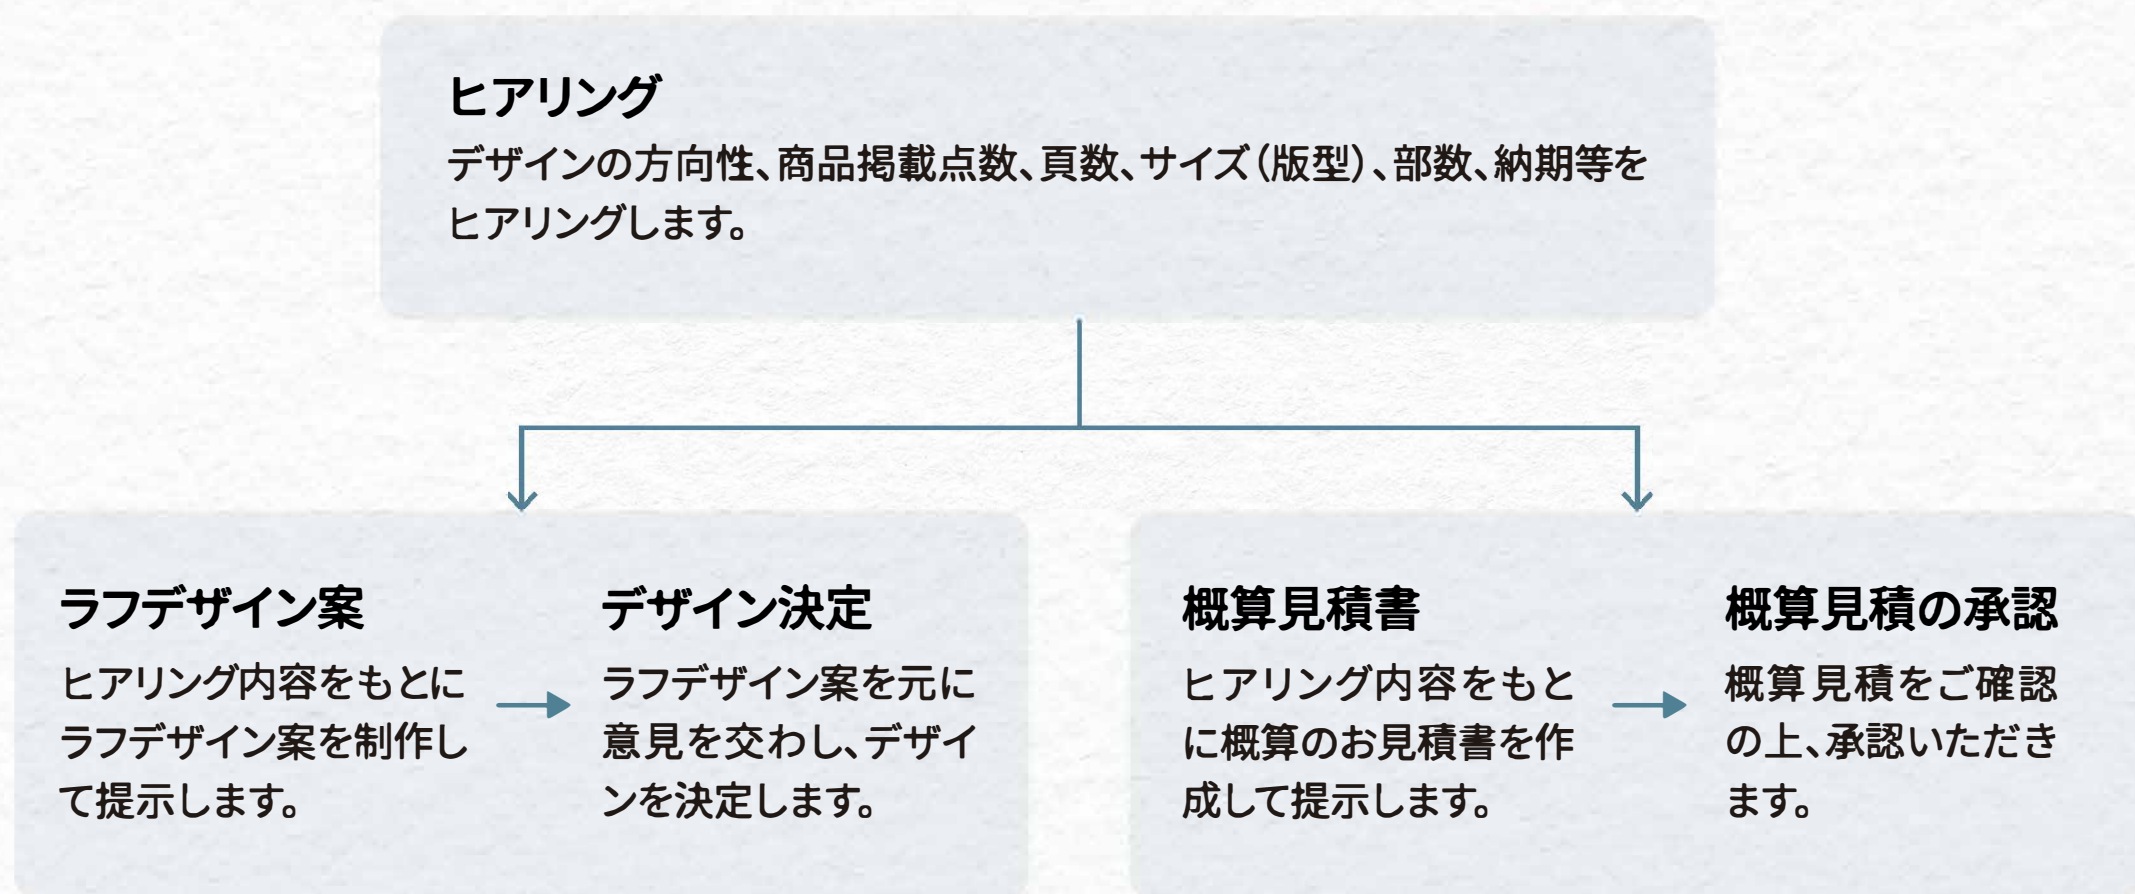 ヒアリング
デザインの方向性、商品掲載点数、頁数、サイズ（版型）、部数、納期等を
ヒアリングします。
ラフデザイン案
ヒアリング内容をもとに
ラフデザイン案を制作し
て提示します。
デザイン決定
ラフデザイン案を元に
意見を交わし、デザイ
ンを決定します。
概算見積書
ヒアリング内容をもと
に概算のお見積書を作
成して提示します。
概算見積の承認
概算見積をご確認
の上、承認いただき
ます。